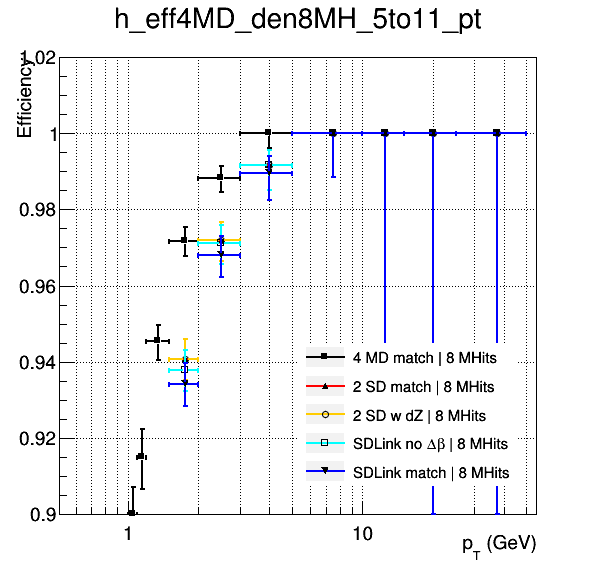 h_eff4MD_den8MH_5to11_pt
Efficiency
1.02
1
0.98
0.96
0.94
0.92
0.9
4 MD match | 8 MHits
2 SD match | 8 MHits
2 SD w dZ | 8 MHits
SDLink no Δβ | 8 MHits
SDLink match | 8 MHits
1
10
p_T (GeV)